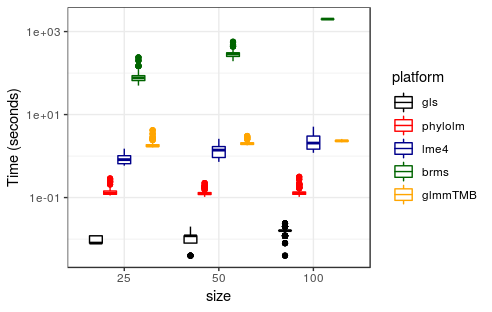 1e+03
1e+01
1e-01
Time (seconds)
25
50
100
size
platform
gls
phylolm
lme4
brms
glmmTMB